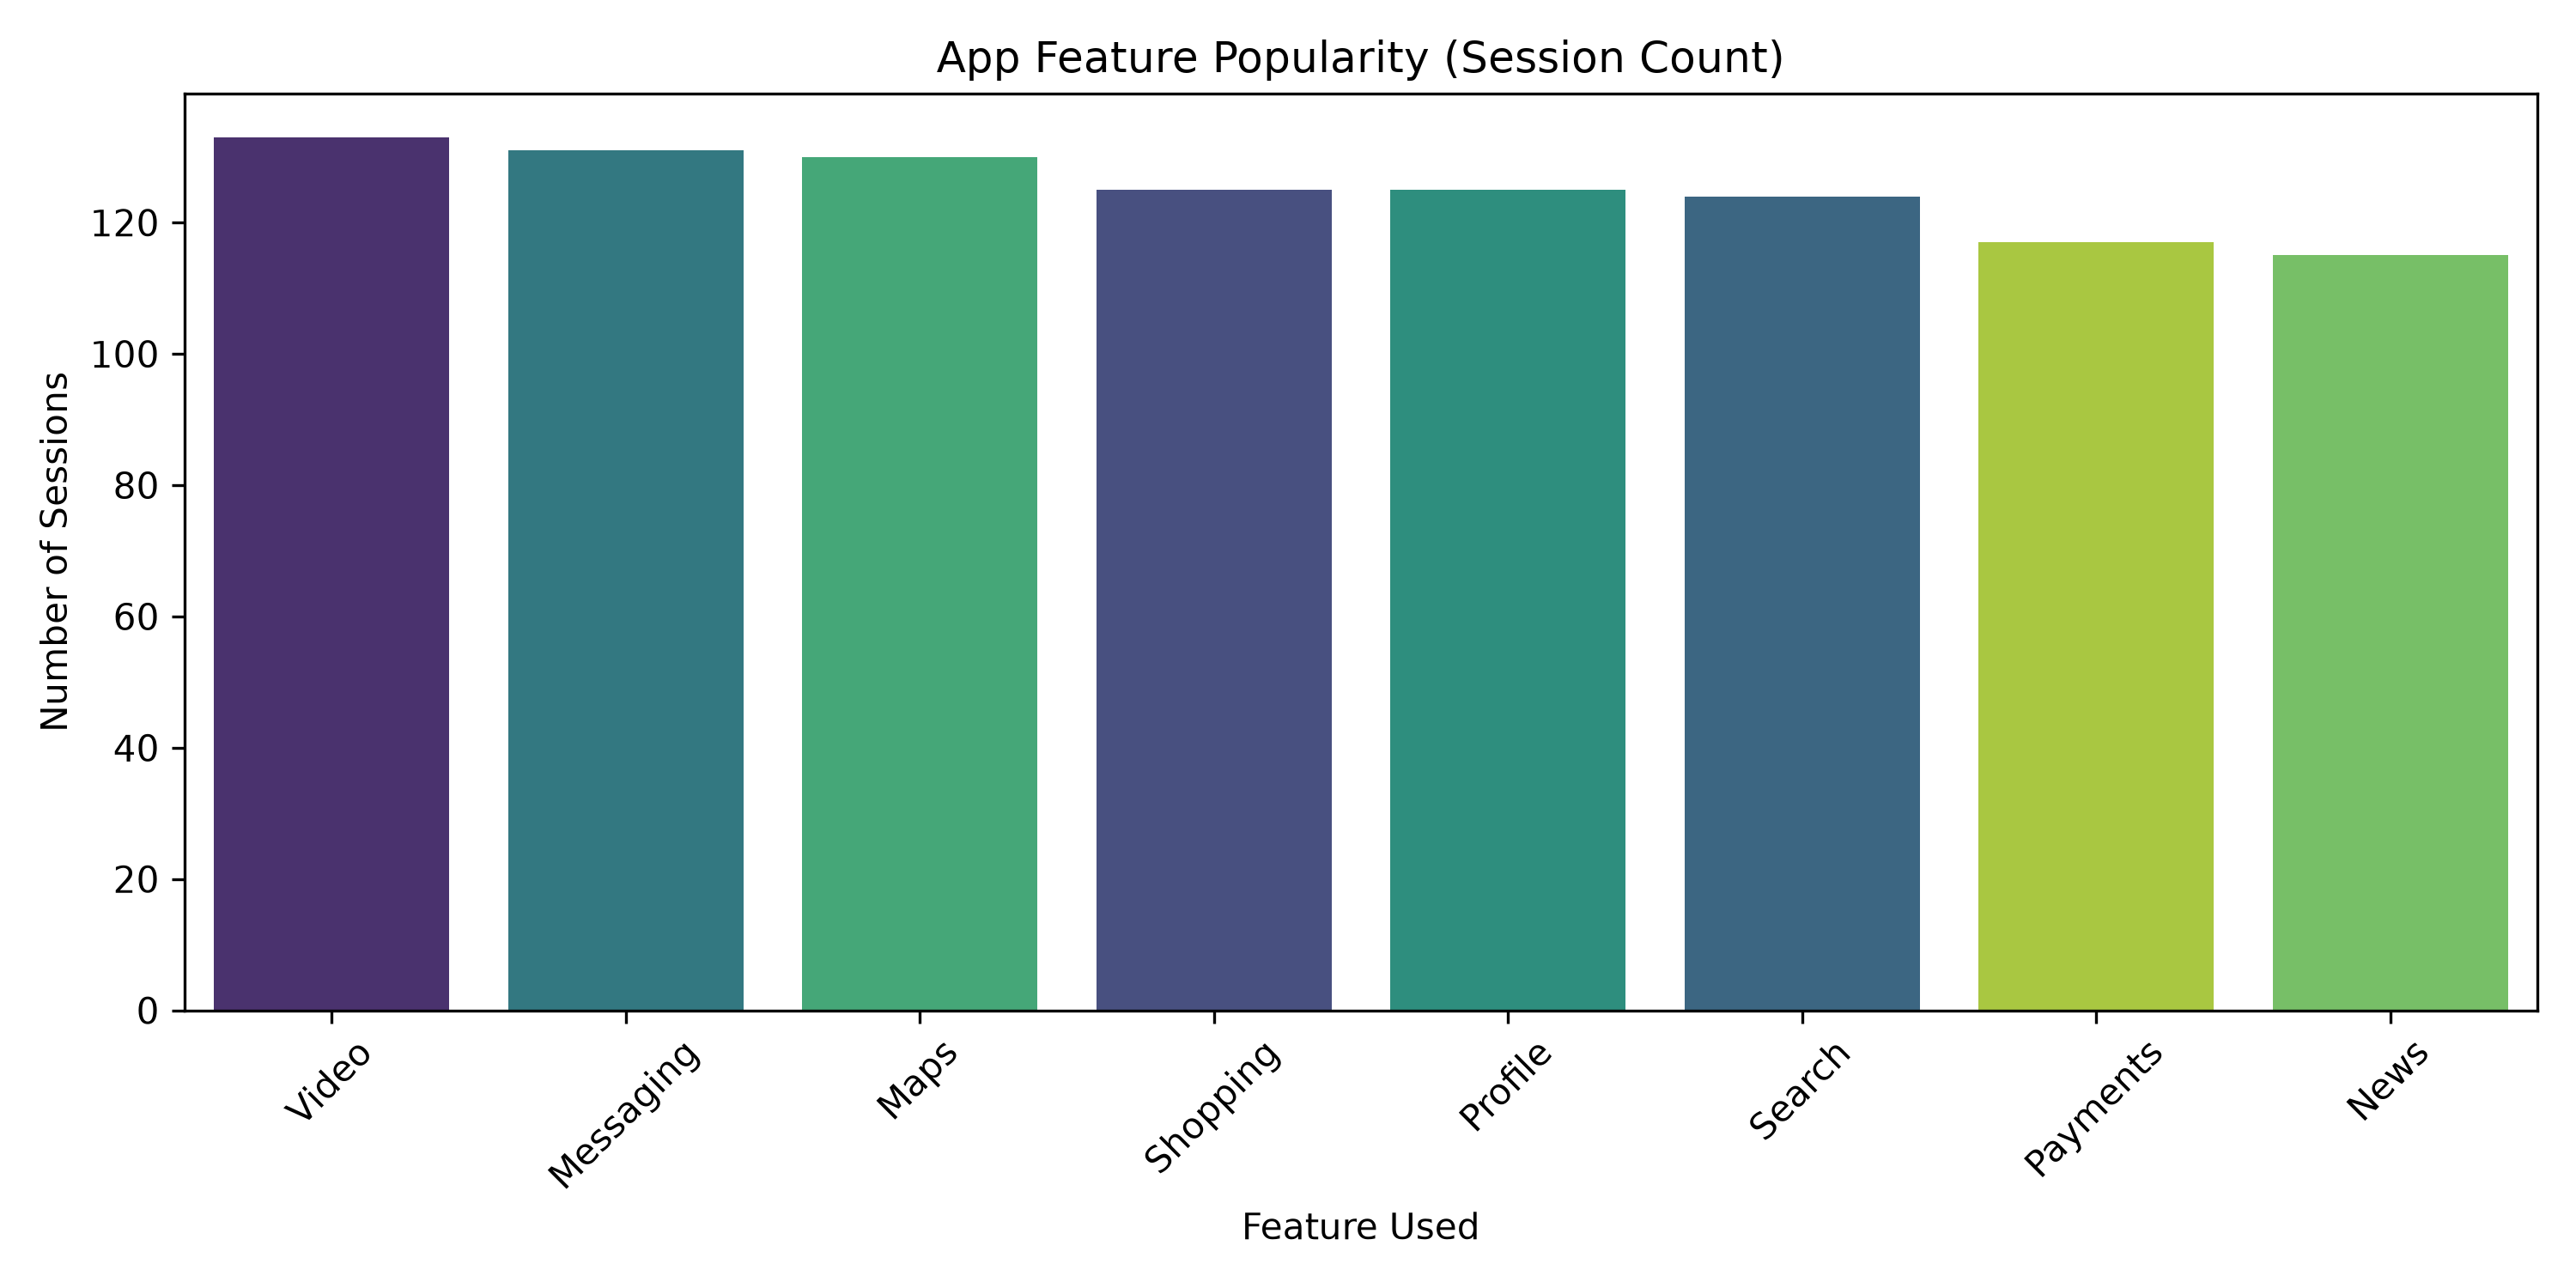 App Feature Popularity (Session Count)
Number of Sessions
120
100
80
60
40
20
0
Video
Messaging
Maps
Shopping
Profile
Search
Payments
News
Feature Used